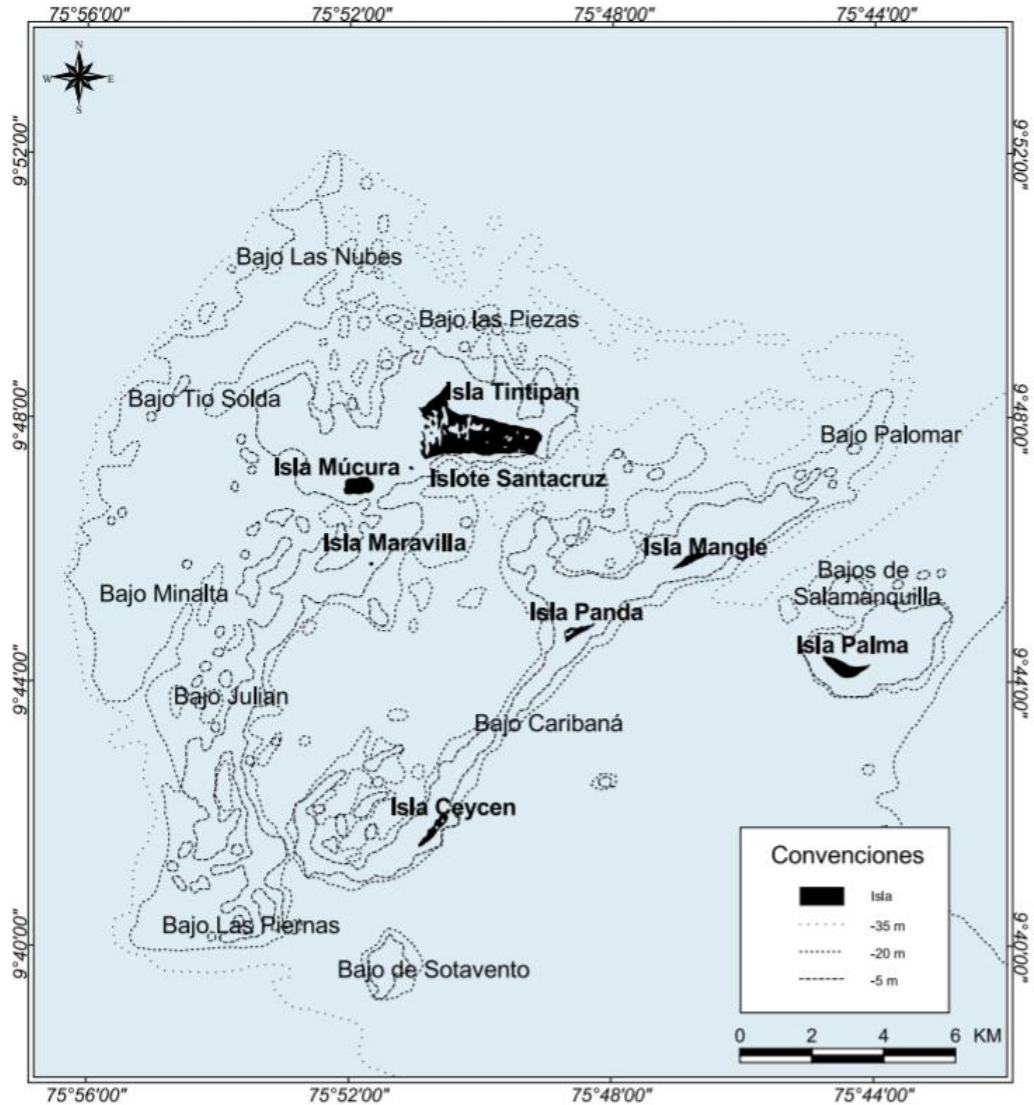 75°56'00"
75°52'00"
75°48'00"
75°44'00"
N
W
E
S
9°52'00"
9°52'00"
Bajo Las Nubes
Bajo las Piezas
Isla Tintipan
Bajo Tio Solda
9°48'00"
9°48'00"
Bajo Palomar
Isla Múcura
Islote Santacruz
Isla Maravilla
Isla Mangle
Bajos de
Salamanquilla
Bajo Minalta
Isla Panda
Isla Palma
9°44'00"
9°44'00"
Bajo Julian
Bajo Caribaná
Isla Ceycen
Convenciones
Isla
-35 m
-20 m
-5 m
Bajo Las Piernas
9°40'00"
9°40'00"
Bajo de Sotavento
0 2 4 6 KM
75°56'00"
75°52'00"
75°48'00"
75°44'00"